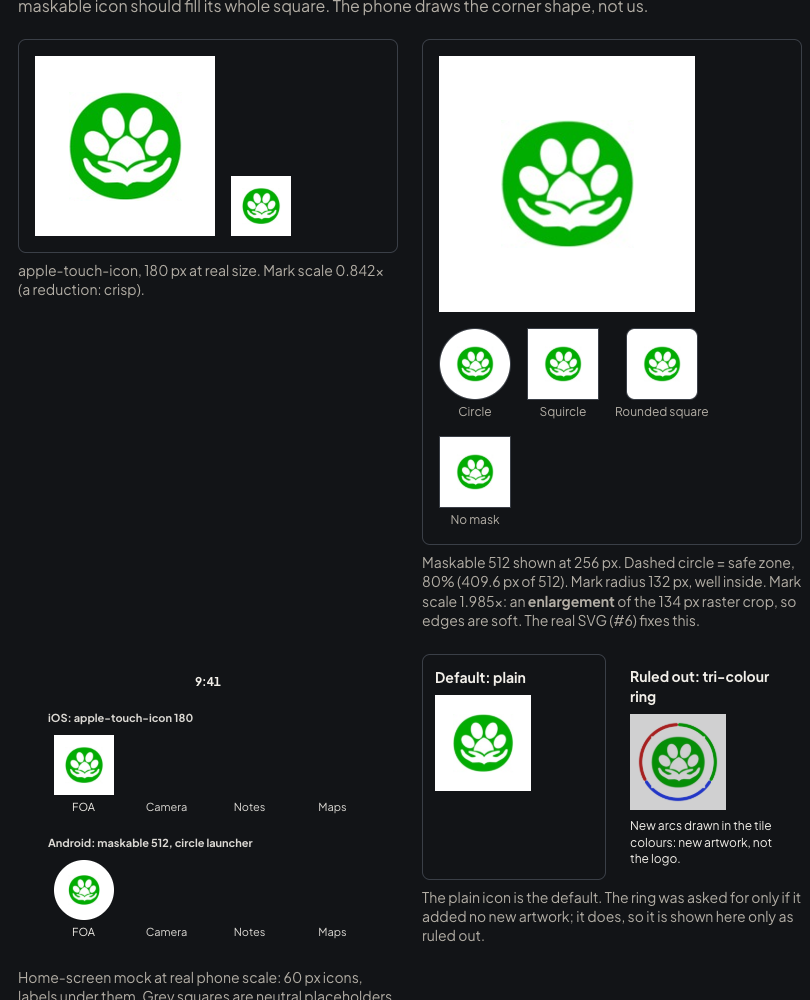 maskable icon should fill its whole square. The phone draws the corner shape, not us.
apple-touch-icon, 180 px at real size. Mark scale 0.842×
(a reduction: crisp).
Circle
Squircle
Rounded square
No mask
Maskable 512 shown at 256 px. Dashed circle = safe zone,
80% (409.6 px of 512). Mark radius 132 px, well inside. Mark
scale 1.985×: an enlargement of the 134 px raster crop, so
edges are soft. The real SVG (#6) fixes this.
9:41
iOS: apple-touch-icon 180
FOA
Camera
Notes
Maps
Android: maskable 512, circle launcher
FOA
Camera
Notes
Maps
Home-screen mock at real phone scale: 60 px icons,
labels under them. Grey squares are neutral placeholders
Default: plain
Ruled out: tri-colour
ring
New arcs drawn in the tile
colours: new artwork, not
the logo.
The plain icon is the default. The ring was asked for only if it
added no new artwork; it does, so it is shown here only as
ruled out.